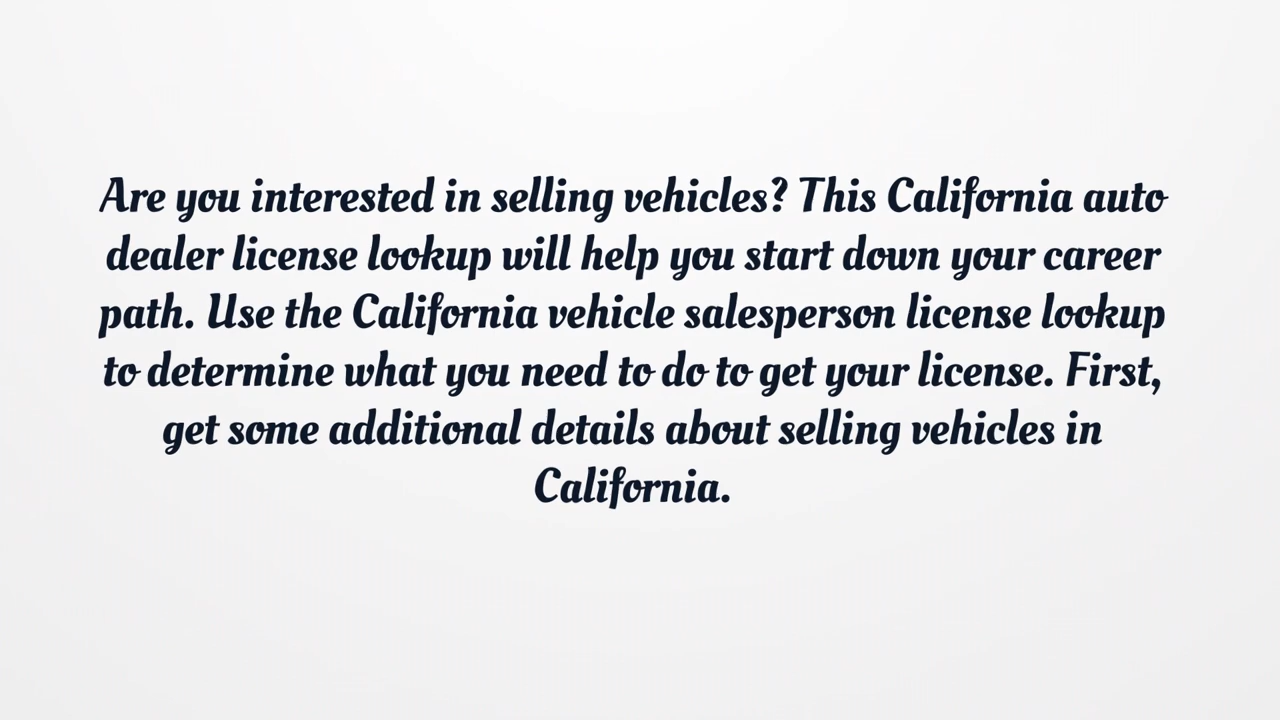 Are you interested in selling vehicles? This California auto
dealer license lookup will help you start down your career
path. Use the California vehicle salesperson license lookup
to determine what you need to do to get your license. First,
get some additional details about selling vehicles in
California.